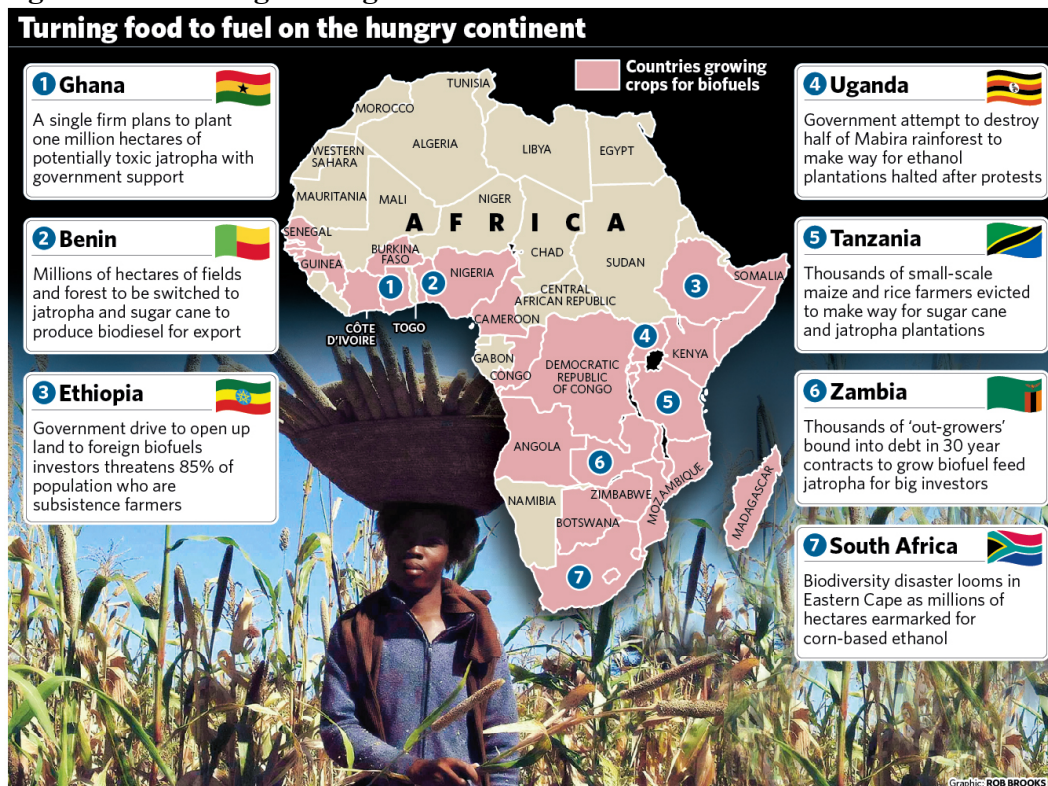 Turning food to fuel on the hungry continent
1 Ghana
A single firm plans to plant
one million hectares of
potentially toxic jatropha with
government support
2 Benin
Millions of hectares of fields
and forest to be switched to
jatropha and sugar cane to
produce biodiesel for export
3 Ethiopia
Government drive to open up
land to foreign biofuels
investors threatens 85% of
population who are
subsistence farmers
Countries growing
crops for biofuels
TUNISIA
MOROCCO
ALGERIA
LIBYA
EGYPT
WESTERN
SAHARA
MAURITANIA
MALI
NIGER
AFRICA
SENEGAL
GUINEA
BURKINA
FASO
1
2
NIGERIA
CHAD
SUDAN
3
SOMALIA
CENTRAL
AFRICAN REPUBLIC
CÔTE
D'IVOIRE
TOGO
CAMEROON
4
KENYA
GABON
CONGO
DEMOCRATIC
REPUBLIC
OF CONGO
5
ANGOLA
6
NAMIBIA
ZIMBABWE
MOZAMBIQUE
BOTSWANA
MADAGASCAR
7
4 Uganda
Government attempt to destroy
half of Mabira rainforest to
make way for ethanol
plantations halted after protests
5 Tanzania
Thousands of small-scale
maize and rice farmers evicted
to make way for sugar cane
and jatropha plantations
6 Zambia
Thousands of ‘out-growers’
bound into debt in 30 year
contracts to grow biofuel feed
jatropha for big investors
7 South Africa
Biodiversity disaster looms in
Eastern Cape as millions of
hectares earmarked for
corn-based ethanol
Graphic: ROB BROOKS